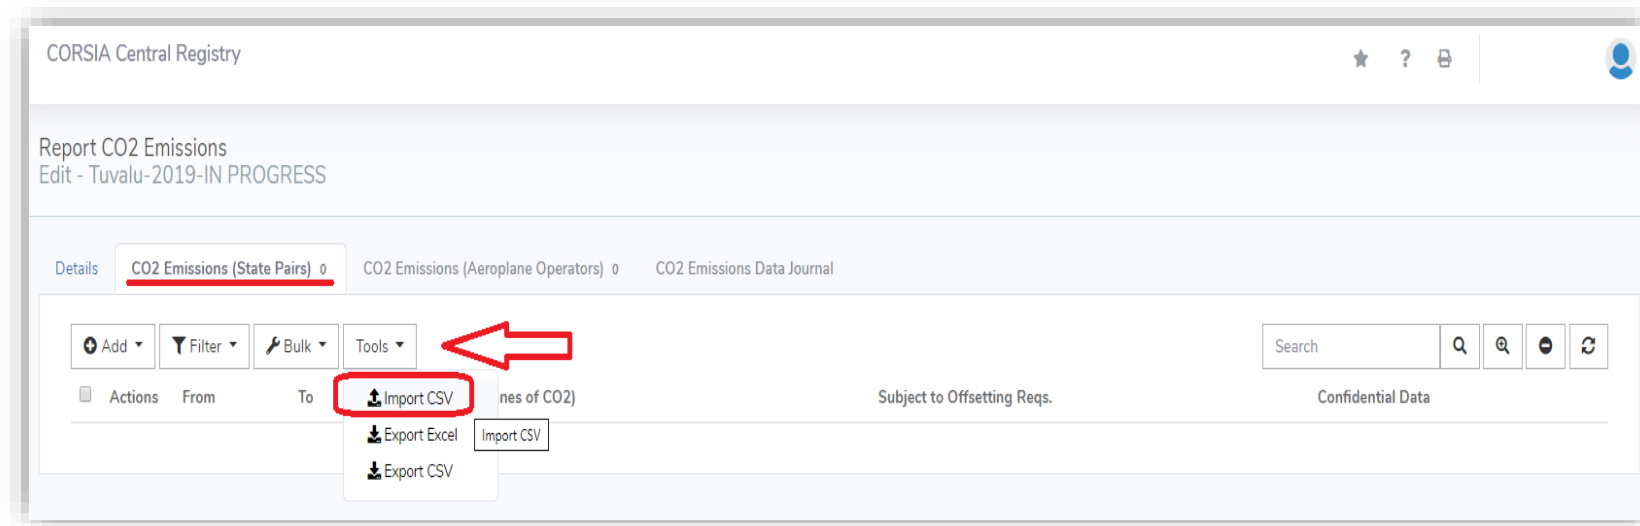 CORSIA Central Registry
?
Report CO2 Emissions
Edit - Tuvalu-2019-IN PROGRESS
Details CO2 Emissions (State Pairs) 0 CO2 Emissions (Aeroplane Operators) 0 CO2 Emissions Data Journal
Add Filter Bulk Tools Search
Actions From To nes of CO2) Subject to Offsetting Reqs. Confidential Data
Import CSV
Export Excel
Import CSV
Export CSV